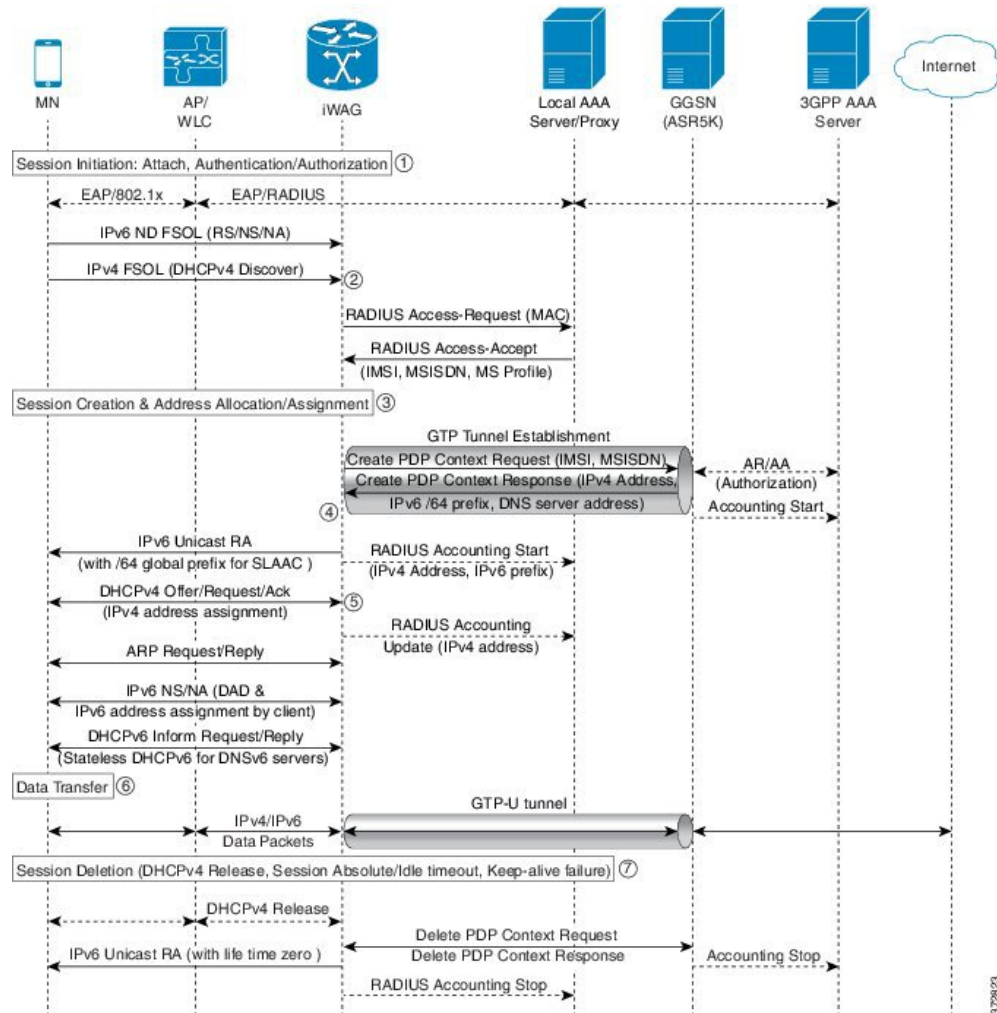 Internet
MN
AP/
WLC
iWAG
Local AAA
Server/Proxy
GGSN
(ASR5K)
3GPP AAA
Server
Session Initiation: Attach, Authentication/Authorization 1
EAP/802.1x
EAP/RADIUS
IPv6 ND FSOL (RS/NS/NA)
IPv4 FSOL (DHCPv4 Discover)
2
RADIUS Access-Request (MAC)
RADIUS Access-Accept
(IMSI, MSISDN, MS Profile)
Session Creation & Address Allocation/Assignment 3
GTP Tunnel Establishment
Create PDP Context Request (IMSI, MSISDN)
Create PDP Context Response (IPv4 Address,
IPv6 /64 prefix, DNS server address)
AR/AA
(Authorization)
4
Accounting Start
IPv6 Unicast RA
(with /64 global prefix for SLAAC )
RADIUS Accounting Start
(IPv4 Address, IPv6 prefix)
DHCPv4 Offer/Request/Ack
(IPv4 address assignment)
5
RADIUS Accounting
Update (IPv4 address)
ARP Request/Reply
IPv6 NS/NA (DAD &
IPv6 address assignment by client)
DHCPv6 Inform Request/Reply
(Stateless DHCPv6 for DNSv6 servers)
Data Transfer 6
GTP-U tunnel
IPv4/IPv6
Data Packets
Session Deletion (DHCPv4 Release, Session Absolute/Idle timeout, Keep-alive failure) 7
DHCPv4 Release
Delete PDP Context Request
Delete PDP Context Response
IPv6 Unicast RA (with life time zero )
Accounting Stop
RADIUS Accounting Stop
372823